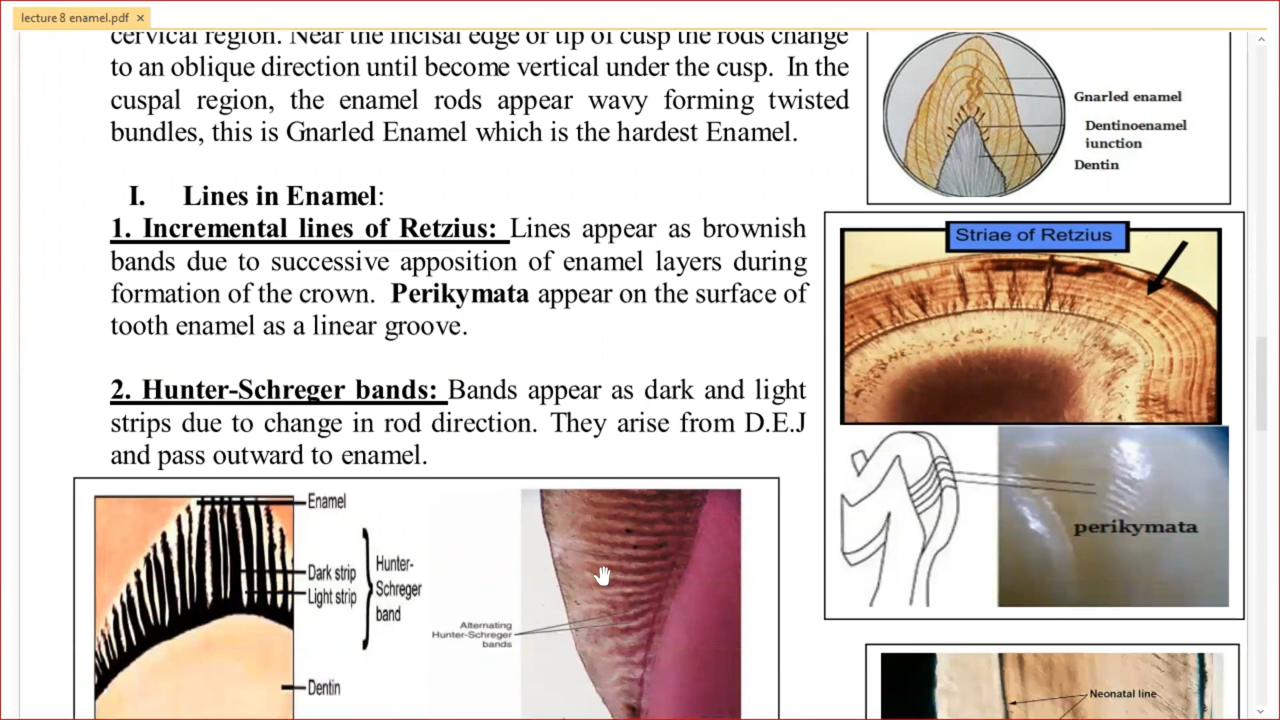 lecture 8 enamel.pdf ×
cervical region. Near the incisal edge or tip of cusp the rods change
to an oblique direction until become vertical under the cusp. In the
cuspal region, the enamel rods appear wavy forming twisted
bundles, this is Gnarled Enamel which is the hardest Enamel.
Gnarled enamel
Dentinoenamel
iunction
Dentin
I. Lines in Enamel:
1. Incremental lines of Retzius: Lines appear as brownish
bands due to successive apposition of enamel layers during
formation of the crown. Perikymata appear on the surface of
tooth enamel as a linear groove.
Striae of Retzius
2. Hunter-Schreger bands: Bands appear as dark and light
strips due to change in rod direction. They arise from D.E.J
and pass outward to enamel.
perikymata
Enamel
Dark strip
Light strip
Hunter-
Schreger
band
Dentin
Alternating
Hunter-Schreger
bands
Neonatal line